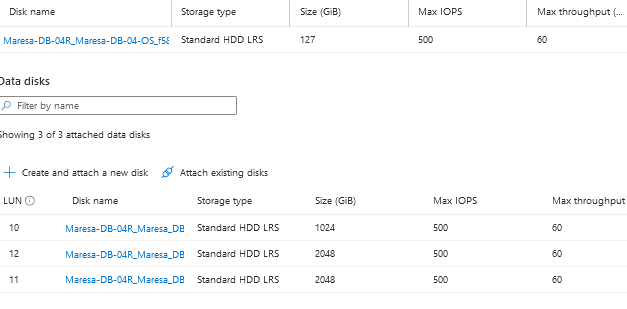 Disk name Storage type Size (GiB) Max IOPS Max throughput (...
Maresa-DB-04R_Maresa-DB-04-OS_f58 Standard HDD LRS 127 500 60
Data disks
Filter by name
Showing 3 of 3 attached data disks
Create and attach a new disk Attach existing disks
LUN Disk name Storage type Size (GiB) Max IOPS Max throughput
10 Maresa-DB-04R_Maresa_DB Standard HDD LRS 1024 500 60
12 Maresa-DB-04R_Maresa_DB Standard HDD LRS 2048 500 60
11 Maresa-DB-04R_Maresa_DB Standard HDD LRS 2048 500 60